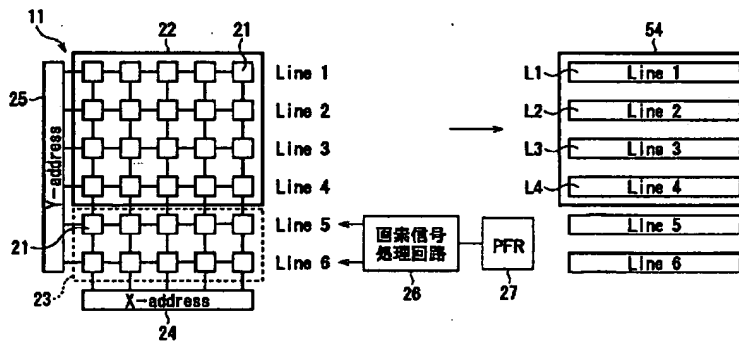 11
22
21
54
25
Y-address
Line 1
Line 2
Line 3
Line 4
Line 5
Line 6
21
23
X-address
24
画素信号
処理回路
26
PFR
27
L1
Line 1
L2
Line 2
L3
Line 3
L4
Line 4
Line 5
Line 6